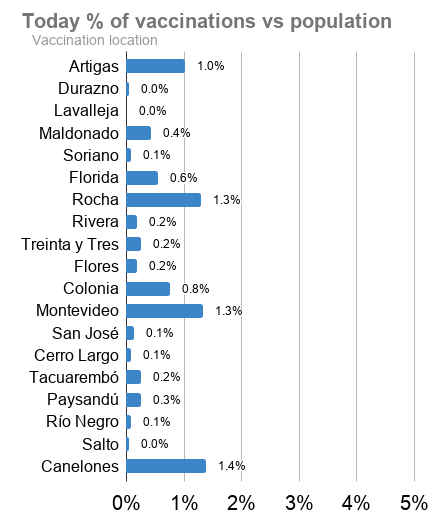 Today % of vaccinations vs population
Vaccination location
Artigas 1.0%
Durazno 0.0%
Lavalleja 0.0%
Maldonado 0.4%
Soriano 0.1%
Florida 0.6%
Rocha 1.3%
Rivera 0.2%
Treinta y Tres 0.2%
Flores 0.2%
Colonia 0.8%
Montevideo 1.3%
San José 0.1%
Cerro Largo 0.1%
Tacuarembó 0.2%
Paysandú 0.3%
Río Negro 0.1%
Salto 0.0%
Canelones 1.4%
0% 1% 2% 3% 4% 5%